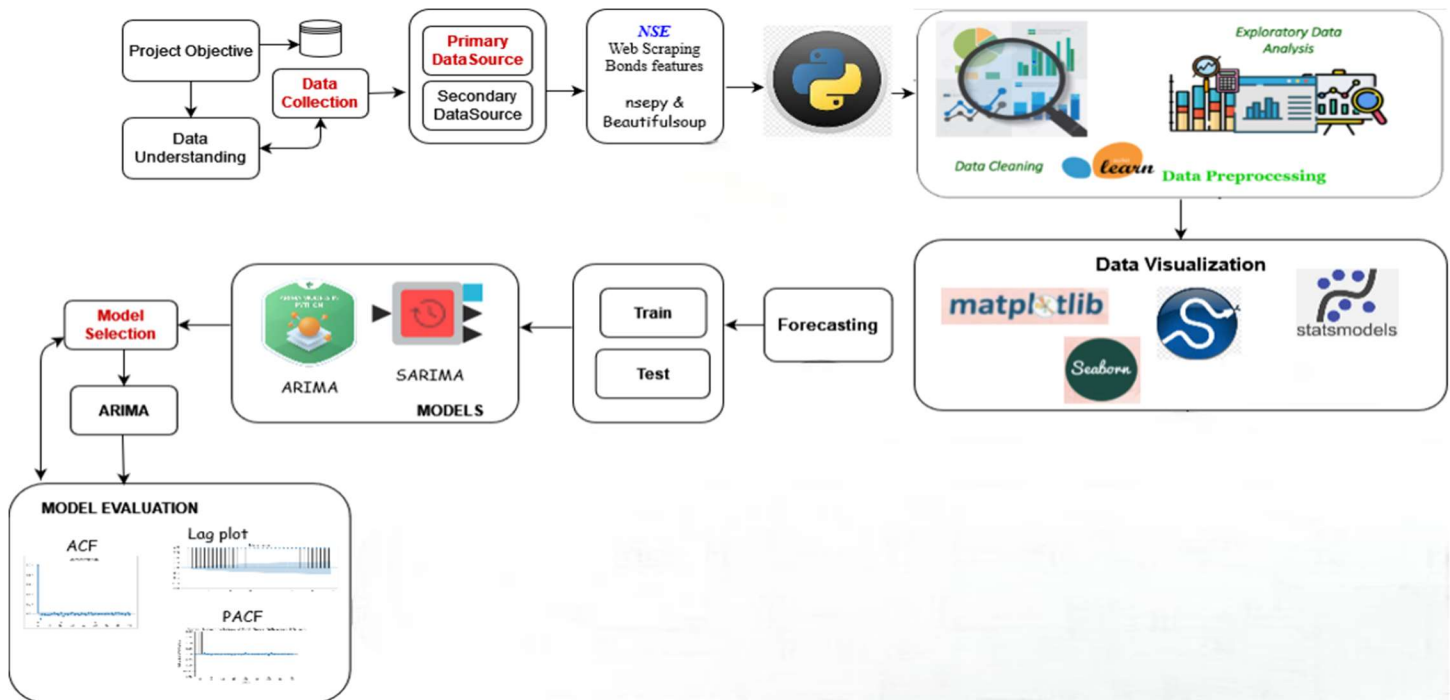 Project Objective
Data
Understanding
Data
Collection
Primary
DataSource
Secondary
DataSource
NSE
Web Scraping
Bonds features
nsepy &
Beautifulsoup
Exploratory Data
Analysis
Data Cleaning
learn
Data Preprocessing
Data Visualization
matplotlib
Seaborn
statsmodels
Forecasting
Train
Test
ARIMA
SARIMA
MODELS
Model
Selection
ARIMA
MODEL EVALUATION
ACF
Lag plot
PACF